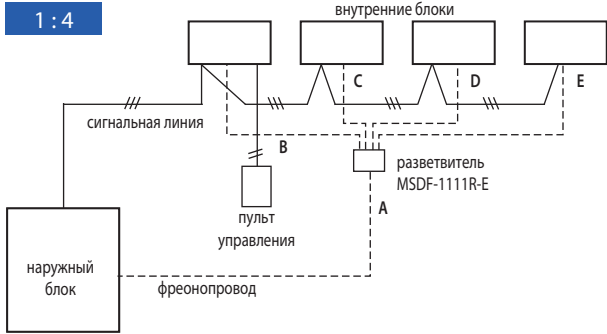 1 : 4
внутренние блоки
C
D
E
сигнальная линия
B
разветвитель
MSDF-1111R-E
A
пульт
управления
наружный
блок
фреонопровод